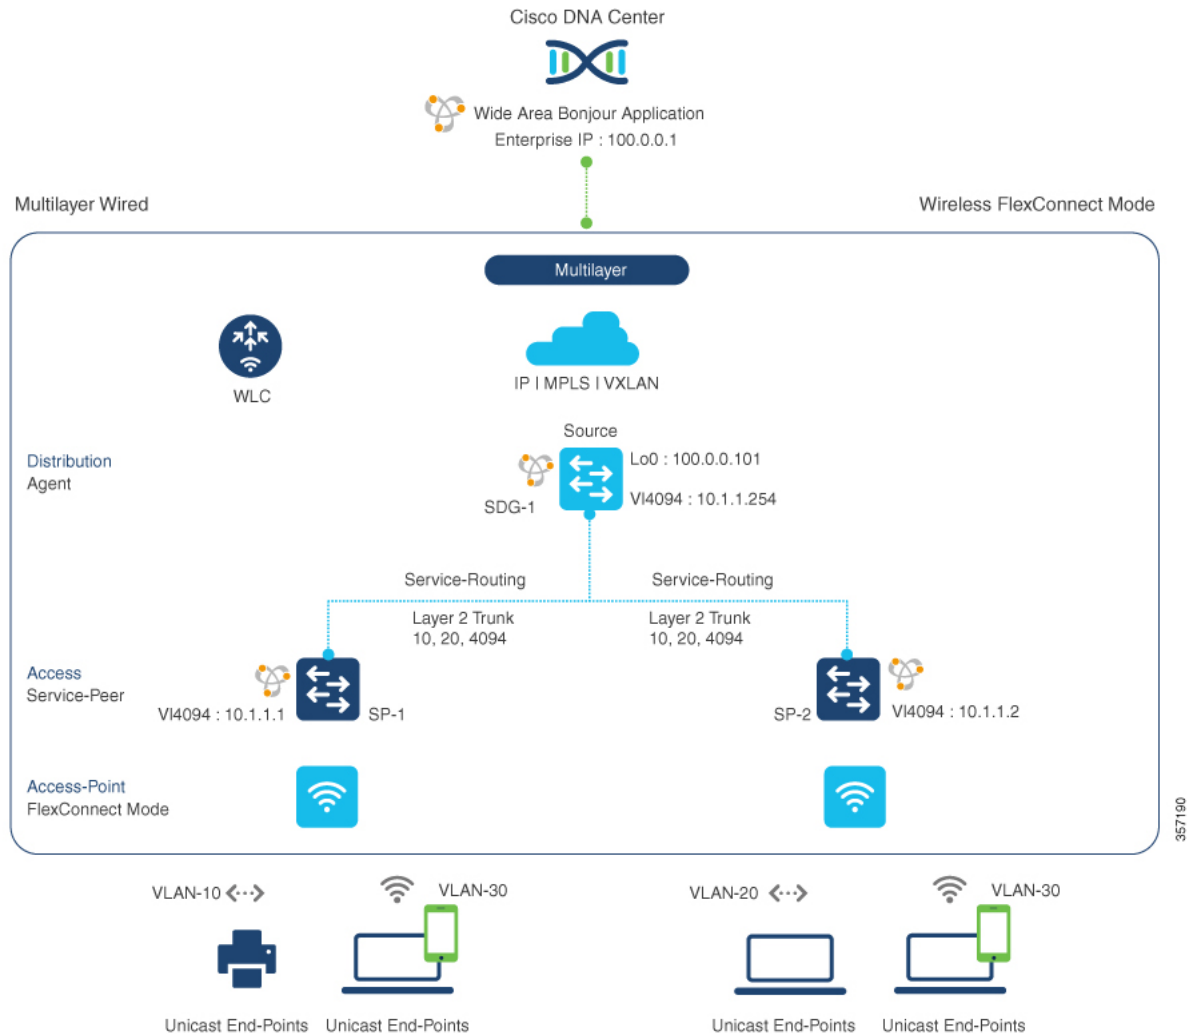 Cisco DNA Center
Wide Area Bonjour Application
Enterprise IP : 100.0.0.1
Multilayer Wired
Wireless FlexConnect Mode
Multilayer
WLC
IP I MPLS I VXLAN
Source
Distribution
Agent
Lo0 : 100.0.0.101
SDG-1
Vl4094 : 10.1.1.254
Service-Routing
Service-Routing
Layer 2 Trunk
10, 20, 4094
Layer 2 Trunk
10, 20, 4094
Access
Service-Peer
Vl4094 : 10.1.1.1
SP-1
SP-2
Vl4094 : 10.1.1.2
Access-Point
FlexConnect Mode
357190
VLAN-10
VLAN-30
VLAN-20
VLAN-30
Unicast End-Points
Unicast End-Points
Unicast End-Points
Unicast End-Points